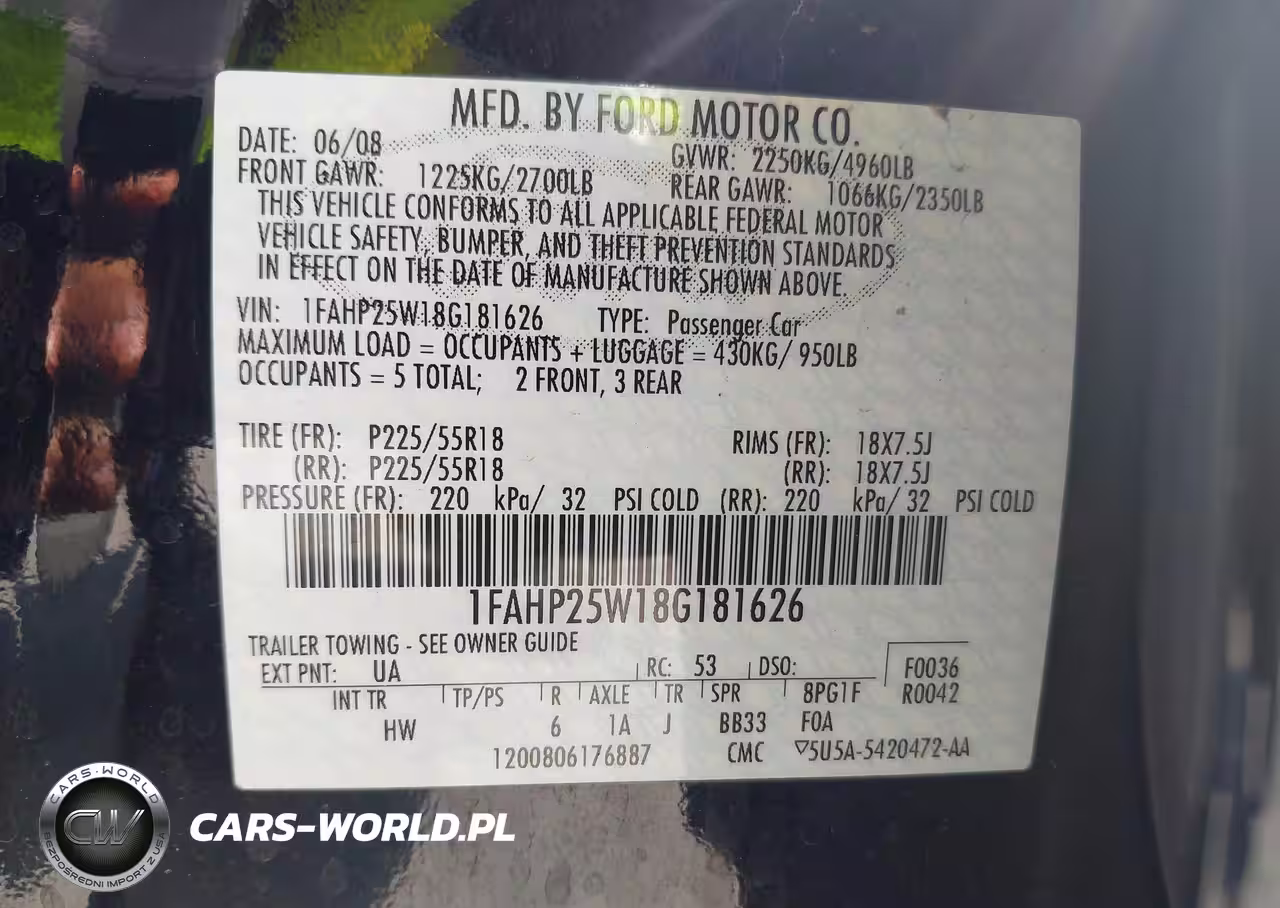 MFD. BY FORD MOTOR CO.
DATE: 06/08 GVWR: 2250KG/4960LB
FRONT GAWR: 1225KG/2700LB REAR GAWR: 1066KG/2350LB
THIS VEHICLE CONFORMS TO ALL APPLICABLE FEDERAL MOTOR
VEHICLE SAFETY, BUMPER, AND THEFT PREVENTION STANDARDS
IN EFFECT ON THE DATE OF MANUFACTURE SHOWN ABOVE.
VIN: 1FAHP25W18G181626 TYPE: Passenger Car
MAXIMUM LOAD = OCCUPANTS + LUGGAGE = 430KG/ 950LB
OCCUPANTS = 5 TOTAL; 2 FRONT, 3 REAR
TIRE (FR): P225/55R18 RIMS (FR): 18X7.5J
(RR): P225/55R18 (RR): 18X7.5J
PRESSURE (FR): 220 kPa/ 32 PSI COLD (RR): 220 kPa/ 32 PSI COLD
1FAHP25W18G181626
TRAILER TOWING - SEE OWNER GUIDE
EXT PNT: UA RC: 53 DSO: F0036
INT TR TP/PS R AXLE TR SPR 8PG1F R0042
HW 6 1A J BB33 F0A
1200806176887 CMC ▽5U5A-5420472-AA
CARS-WORLD
CW
BEZPOŚREDNI IMPORT Z USA
CARS-WORLD.PL